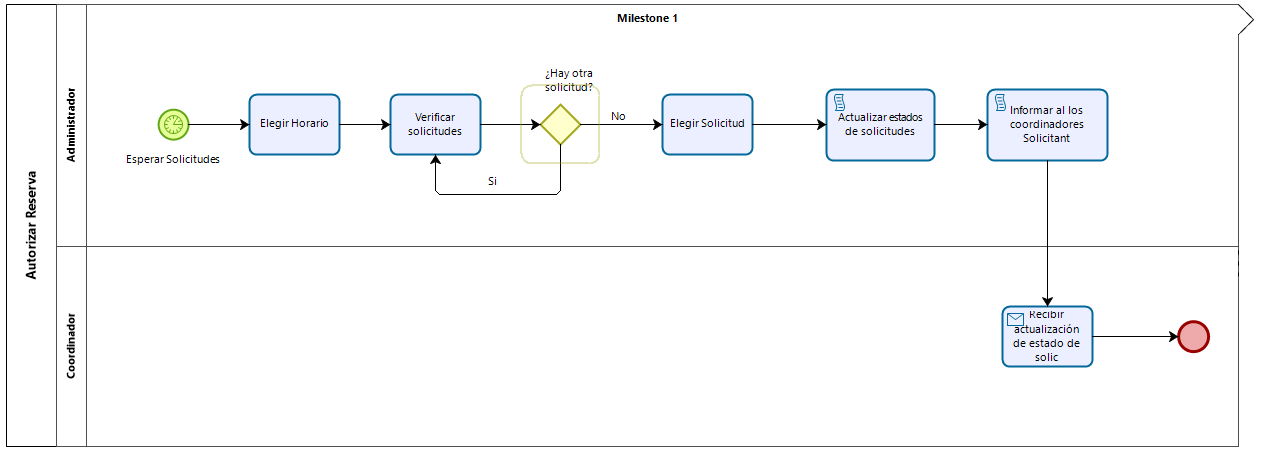 Milestone 1
Autorizar Reserva
Administrador
Esperar Solicitudes
Elegir Horario
Verificar
solicitudes
¿Hay otra
solicitud?
Si
No
Elegir Solicitud
Actualizar estados
de solicitudes
Informar al los
coordinadores
Solicitant
Coordinador
Recibir
actualización
de estado de
solic